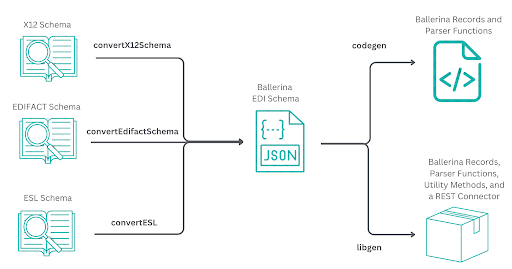 X12 Schema
convertX12Schema
EDIFACT Schema
convertEdifactSchema
ESL Schema
convertESL
Ballerina
EDI Schema
{--}
JSON
codegen
Ballerina Records and
Parser Functions
</>
Ballerina Records,
Parser Functions,
Utility Methods, and
a REST Connector
libgen